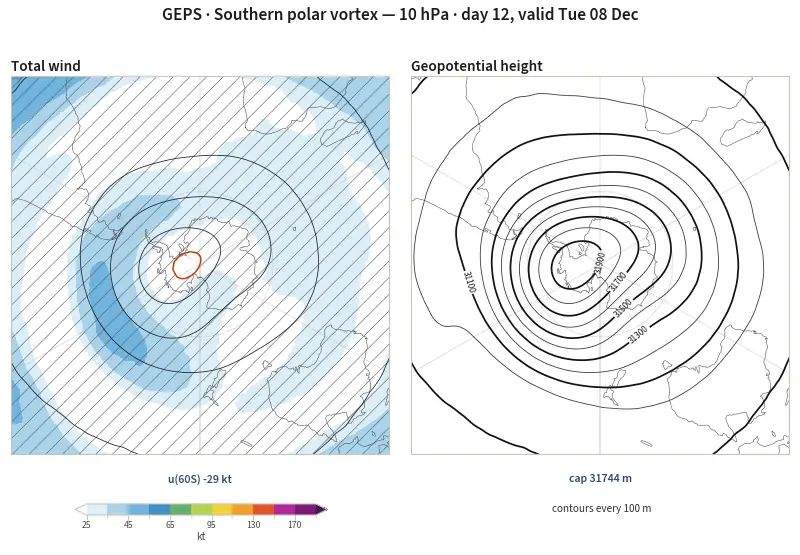 GEPS · Southern polar vortex — 10 hPa · day 12, valid Tue 08 Dec
Total wind
Geopotential height
31100
31900
31700
31500
31300
u(60S) -29 kt
cap 31744 m
contours every 100 m
25 45 65 95 130 170
kt